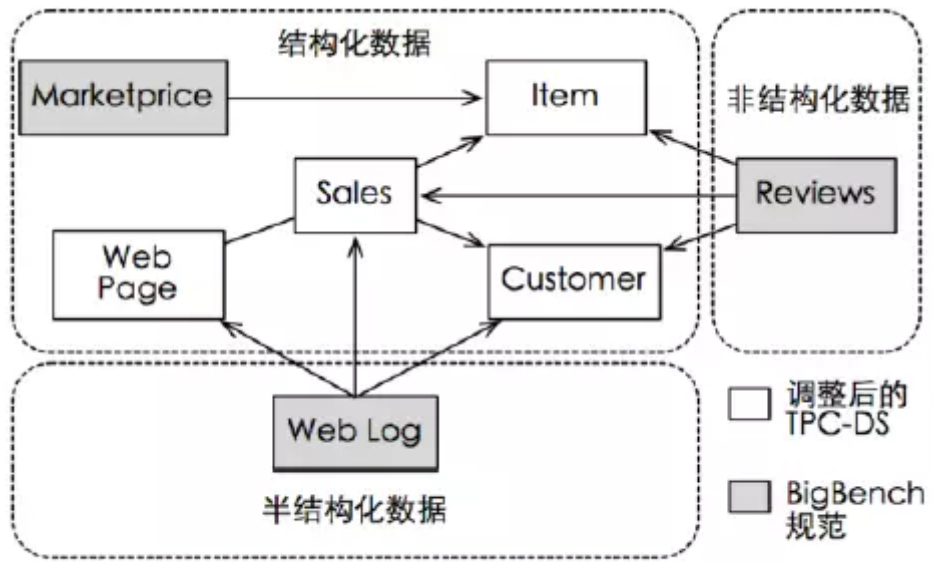 结构化数据
Marketprice
Item
非结构化数据
Sales
Reviews
Web
Page
Customer
Web Log
半结构化数据
调整后的
TPC-DS
BigBench
规范